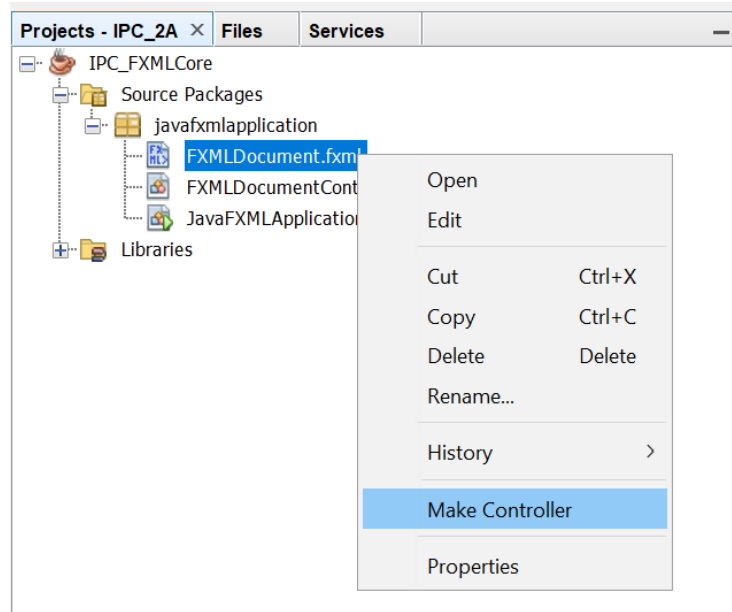 Projects - IPC_2A × Files Services
IPC_FXMLCore
Source Packages
javafxmlapplication
FXMLDocument.fxml
FXMLDocumentCont
JavaFXMLApplication
Libraries
Open
Edit
Cut Ctrl+X
Copy Ctrl+C
Delete Delete
Rename...
History >
Make Controller
Properties